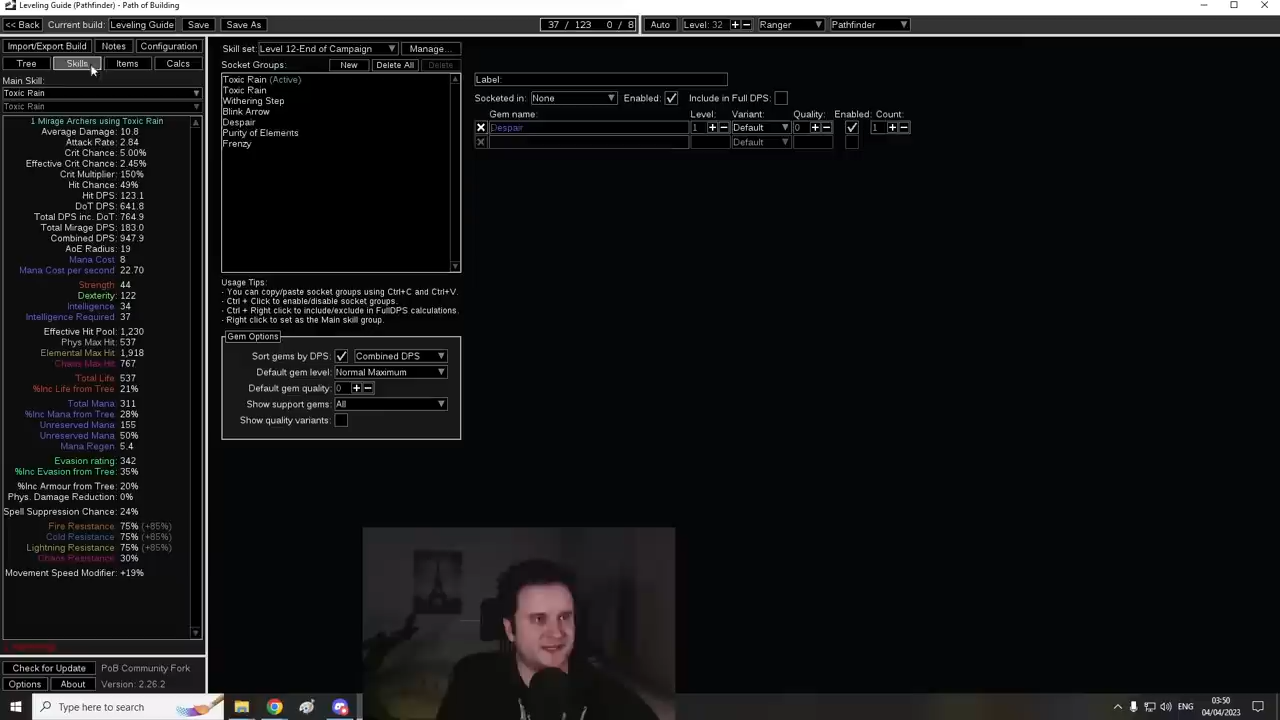 Leveling Guide (Pathfinder) - Path of Building
<< Back Current build: Leveling Guide Save Save As 37 / 123 0 / 8 Auto Level: 32 + - Ranger Pathfinder
Import/Export Build Notes Configuration
Tree Skills Items Calcs
Main Skill:
Toxic Rain
Toxic Rain
1 Mirage Archers using Toxic Rain
Average Damage: 10.8
Attack Rate: 2.84
Crit Chance: 5.00%
Effective Crit Chance: 2.45%
Crit Multiplier: 150%
Hit Chance: 49%
Hit DPS: 123.1
DoT DPS: 641.8
Total DPS inc. DoT: 764.9
Total Mirage DPS: 183.0
Combined DPS: 947.9
AoE Radius: 19
Mana Cost: 8
Mana Cost per second: 22.70
Strength: 44
Dexterity: 122
Intelligence: 34
Intelligence Required: 37
Effective Hit Pool: 1,230
Phys Max Hit: 537
Elemental Max Hit: 1,918
Chaos Max Hit: 767
Total Life: 537
%Inc Life from Tree: 21%
Total Mana: 311
%Inc Mana from Tree: 28%
Unreserved Mana: 155
Unreserved Mana: 50%
Mana Regen: 5.4
Evasion rating: 342
%Inc Evasion from Tree: 35%
%Inc Armour from Tree: 20%
Phys. Damage Reduction: 0%
Spell Suppression Chance: 24%
Fire Resistance: 75% (+85%)
Cold Resistance: 75% (+85%)
Lightning Resistance: 75% (+85%)
Chaos Resistance: 30%
Movement Speed Modifier: +19%
Check for Update PoB Community Fork
Options About Version: 2.26.2
Skill set: Level 12-End of Campaign Manage...
Socket Groups: New Delete All Delete
Toxic Rain (Active)
Toxic Rain
Withering Step
Blink Arrow
Despair
Purity of Elements
Frenzy
Usage Tips:
- You can copy/paste socket groups using Ctrl+C and Ctrl+V.
- Ctrl + Click to enable/disable socket groups.
- Ctrl + Right click to include/exclude in FullDPS calculations.
- Right click to set as the Main skill group.
Gem Options
Sort gems by DPS: Combined DPS
Default gem level: Normal Maximum
Default gem quality: 0 + -
Show support gems: All
Show quality variants:
Label:
Socketed in: None Enabled: Include in Full DPS:
Gem name: Level: Variant: Quality: Enabled: Count:
Despair 1 + - Default 0 + - 1 + -
Default
Type here to search
ENG
03:50
04/04/2023